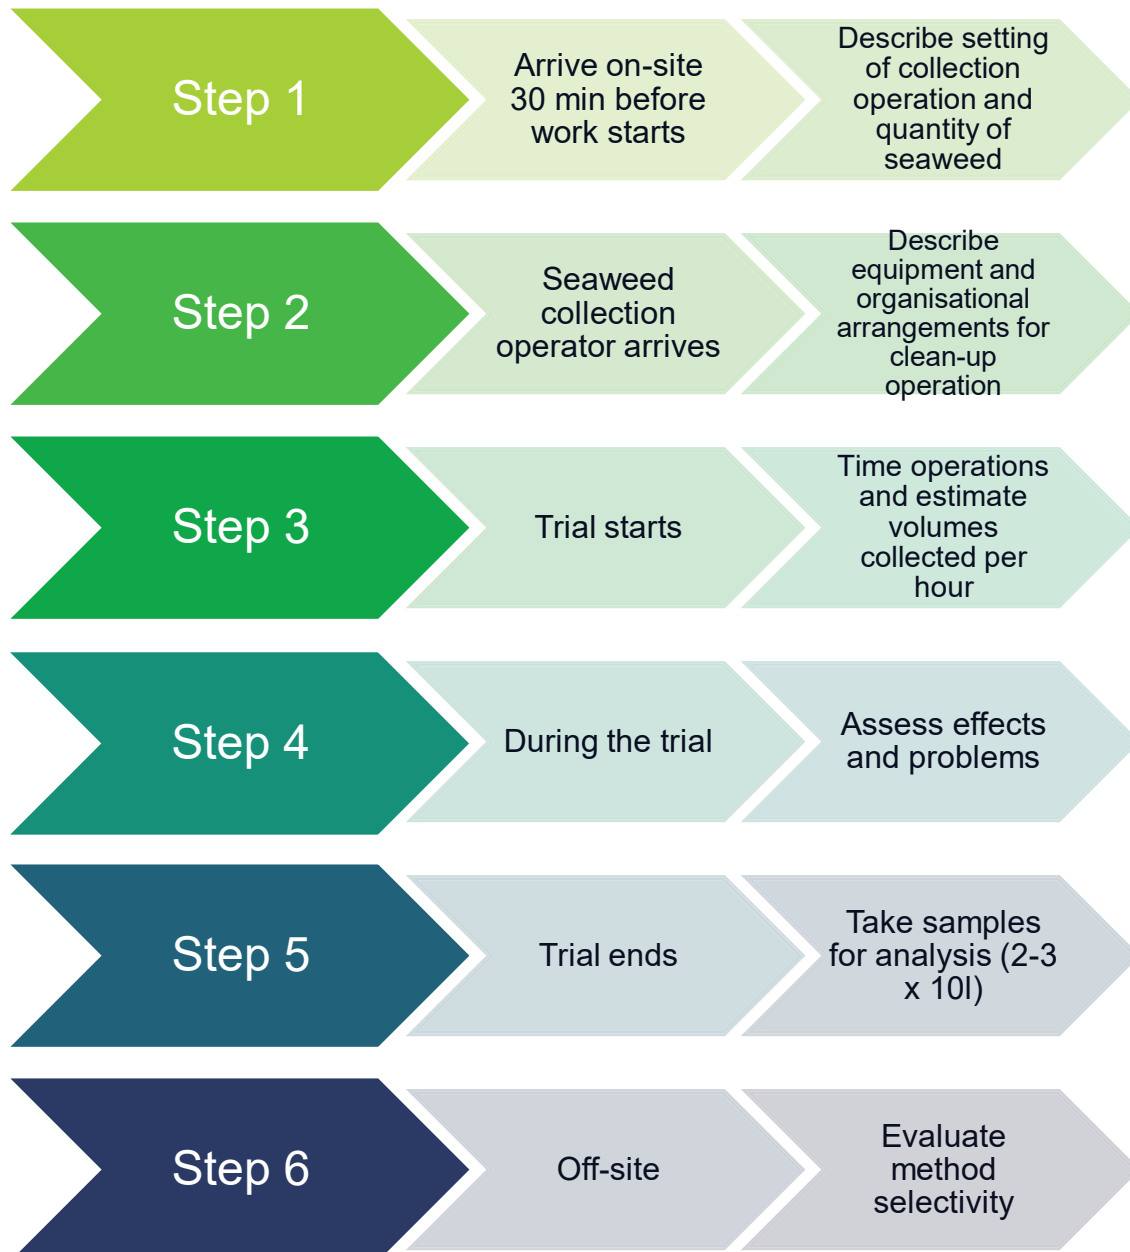 Step 1
Arrive on-site
30 min before
work starts
Describe setting
of collection
operation and
quantity of
seaweed
Step 2
Seaweed
collection
operator arrives
Describe
equipment and
organisational
arrangements for
clean-up
operation
Step 3
Trial starts
Time operations
and estimate
volumes
collected per
hour
Step 4
During the trial
Assess effects
and problems
Step 5
Trial ends
Take samples
for analysis (2-3
x 10l)
Step 6
Off-site
Evaluate
method
selectivity